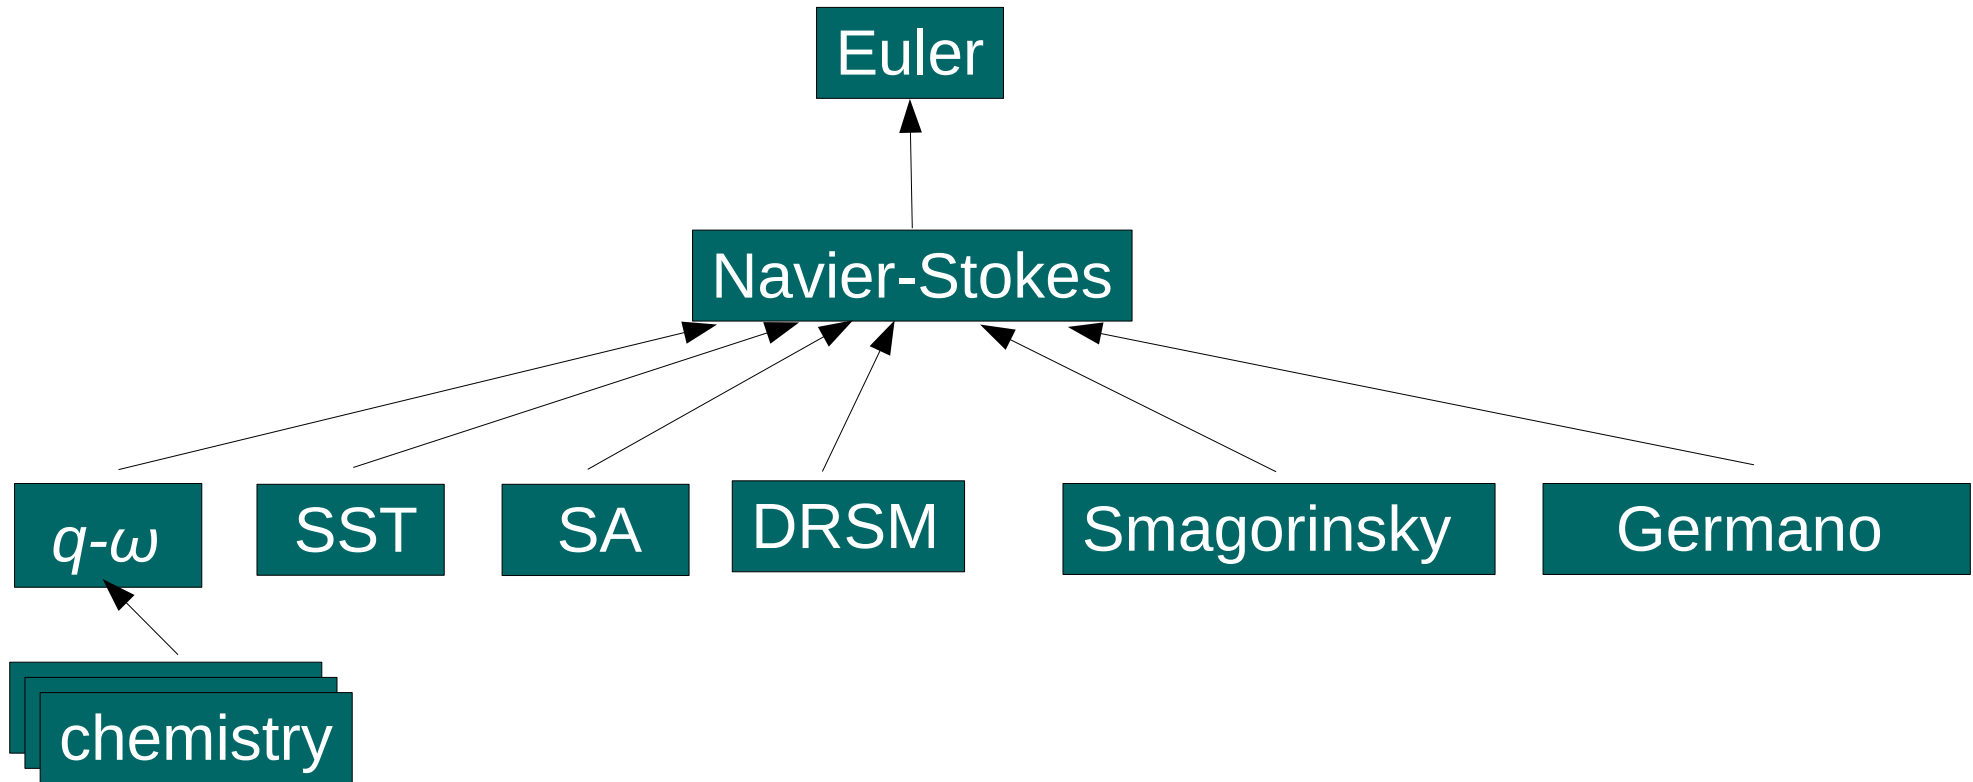 Euler
Navier-Stokes
q-ω
SST
SA
DRSM
Smagorinsky
Germano
chemistry